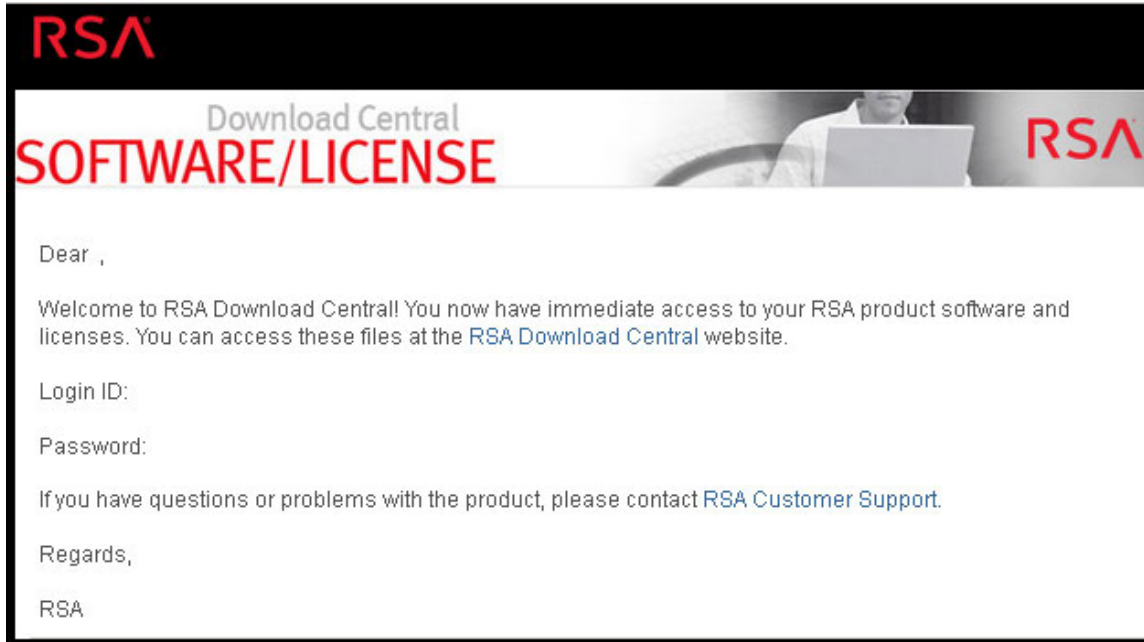 RSA
Download Central
SOFTWARE/LICENSE
RSA
Dear ,
Welcome to RSA Download Central! You now have immediate access to your RSA product software and
licenses. You can access these files at the RSA Download Central website.
Login ID:
Password:
If you have questions or problems with the product, please contact RSA Customer Support.
Regards,
RSA